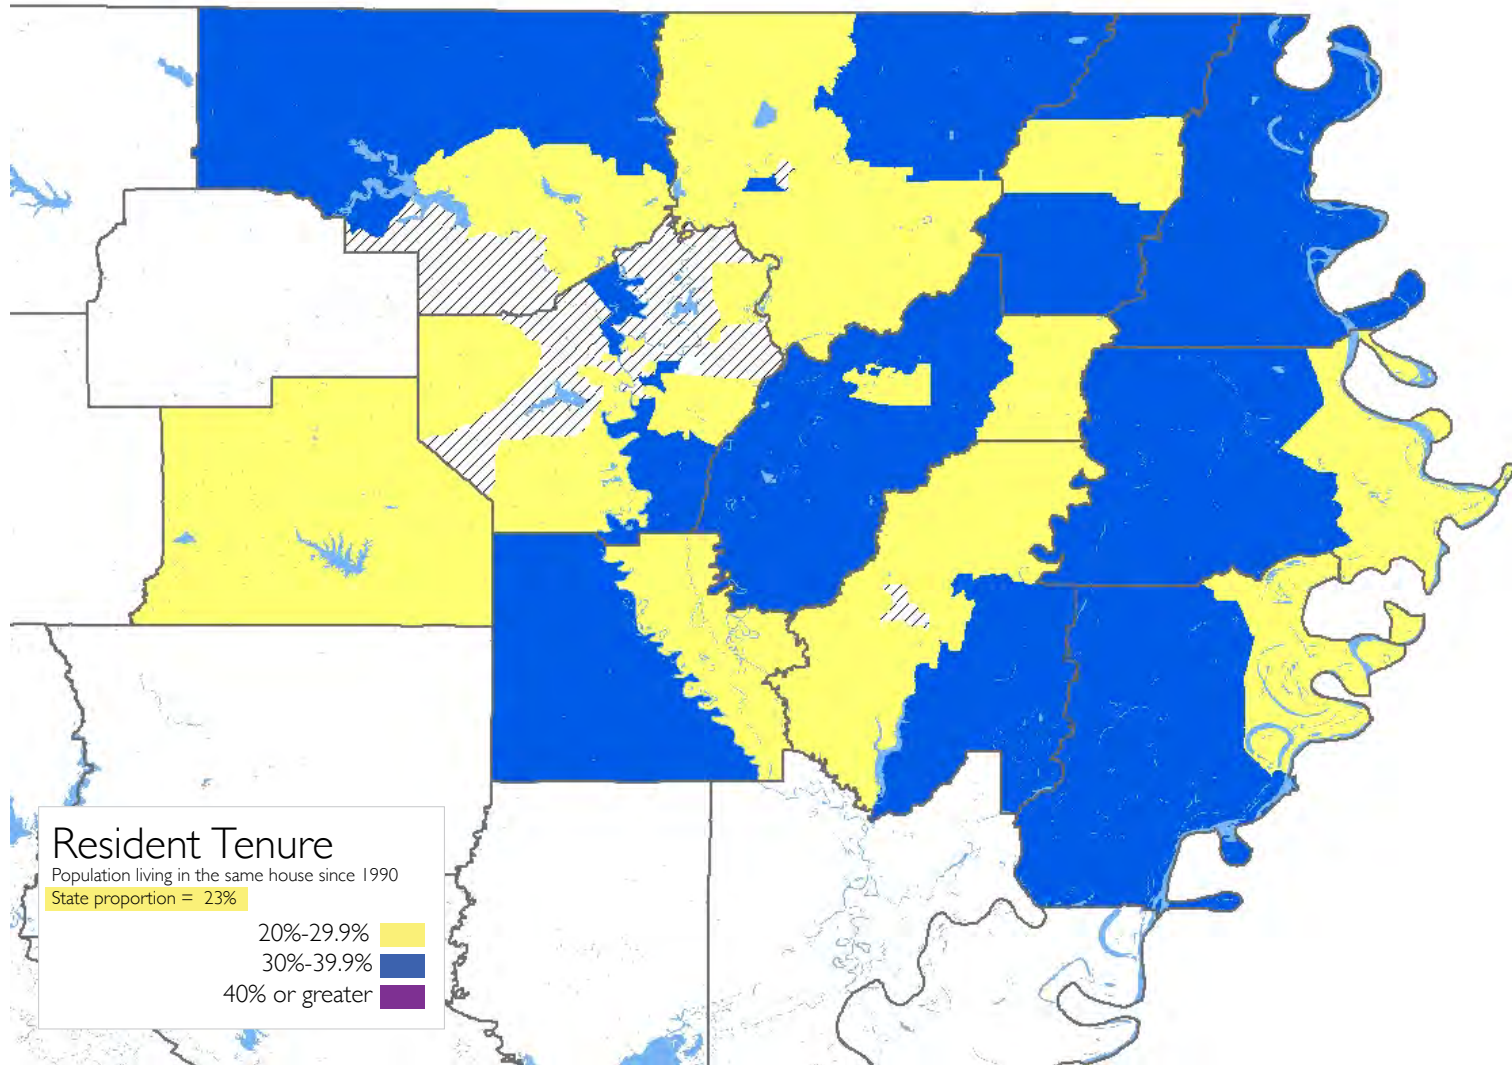 Resident Tenure
Population living in the same house since 1990
State proportion = 23%
20%-29.9%
30%-39.9%
40% or greater